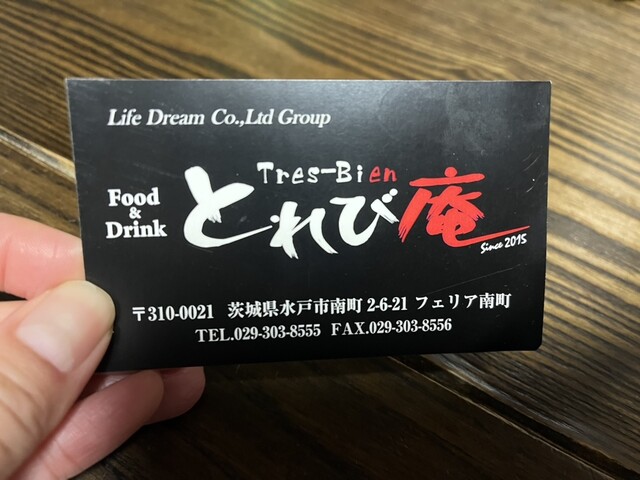 Life Dream Co.,Ltd Group
Tres-Bien
Food
&
Drink
とれび庵
Since 2015
〒310-0021 茨城県水戸市南町 2-6-21 フェリア南町
TEL.029-303-8555 FAX.029-303-8556